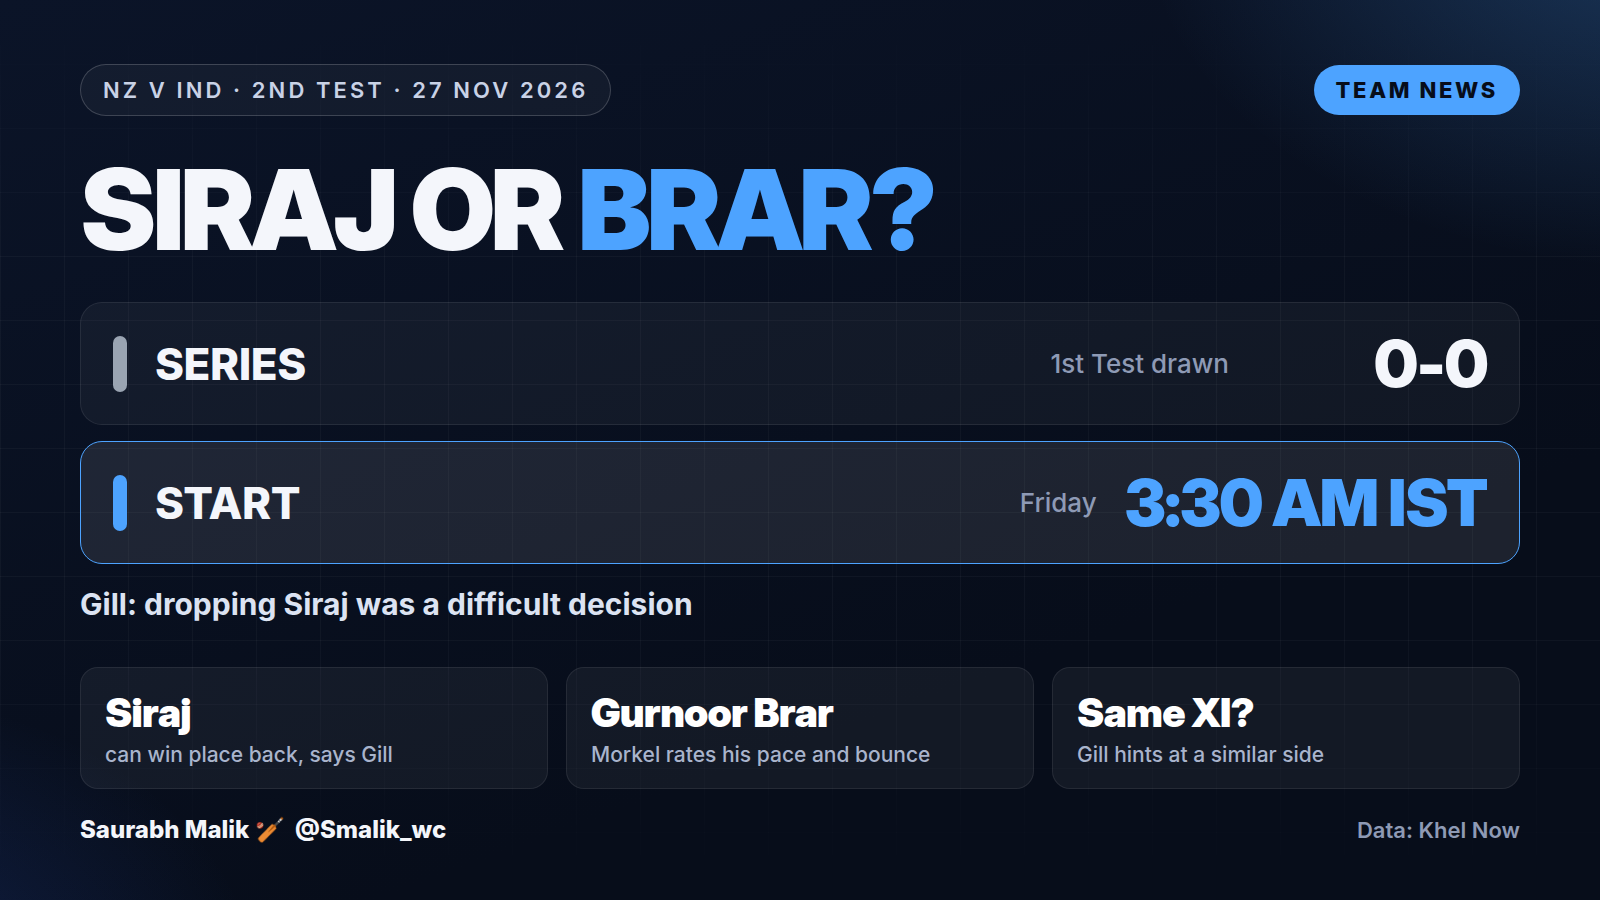 NZ V IND · 2ND TEST · 27 NOV 2026
TEAM NEWS
SIRAJ OR BRAR?
SERIES 1st Test drawn 0-0
START Friday 3:30 AM IST
Gill: dropping Siraj was a difficult decision
Siraj
can win place back, says Gill
Gurnoor Brar
Morkel rates his pace and bounce
Same XI?
Gill hints at a similar side
Saurabh Malik 🏏 @Smalik_wc
Data: Khel Now